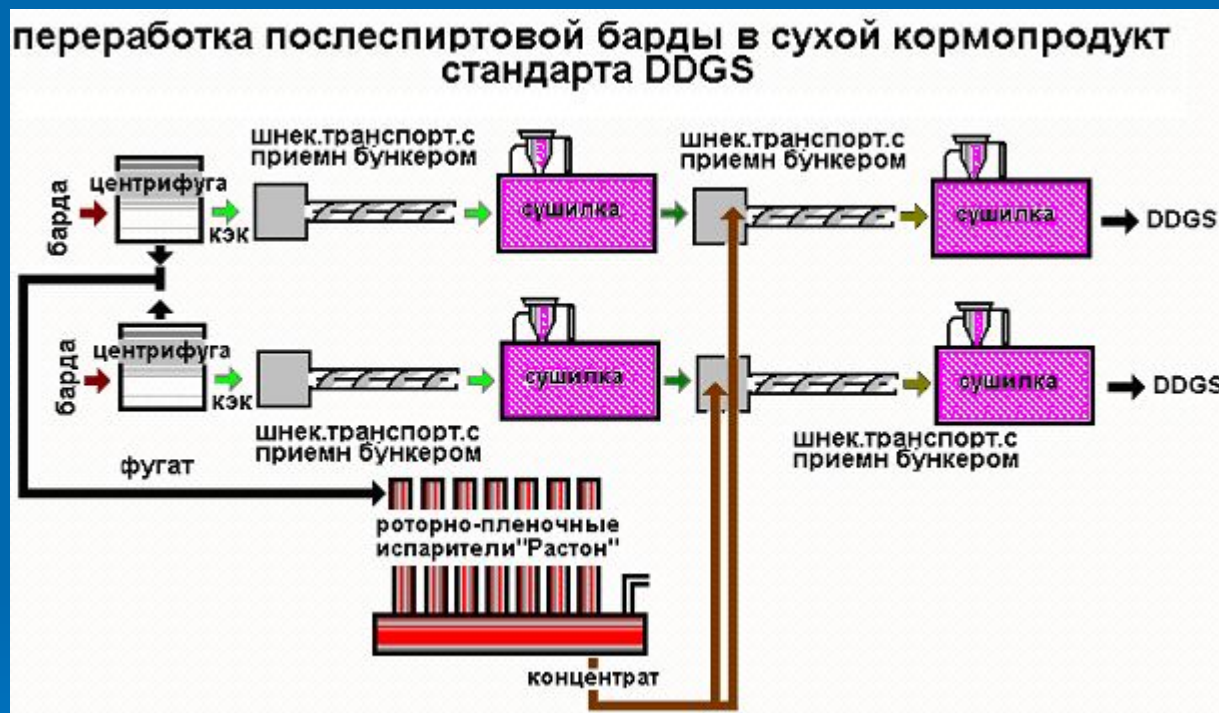 переработка послеспиртовой барды в сухой кормопродукт
стандарта DDGS
шнек.транспорт.с
приемн бункером
шнек.транспорт.с
приемн бункером
барда
центрифуга
кэк
сушилка
сушилка
DDGS
барда
центрифуга
кэк
сушилка
сушилка
DDGS
шнек.транспорт.с
приемн бункером
шнек.транспорт.с
приемн бункером
фугат
роторно-пленочные
испарители"Растон"
концентрат